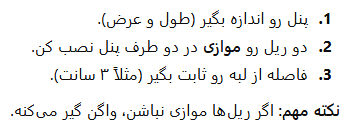 1. پنل رو اندازه بگیر (طول و عرض).
2. دو ریل رو موازی در دو طرف پنل نصب کن.
3. فاصله از لبه رو ثابت بگیر (مثلاً ۳ سانت).
نکته مهم: اگر ریل‌ها موازی نباشن، واگن گیر می‌کنه.